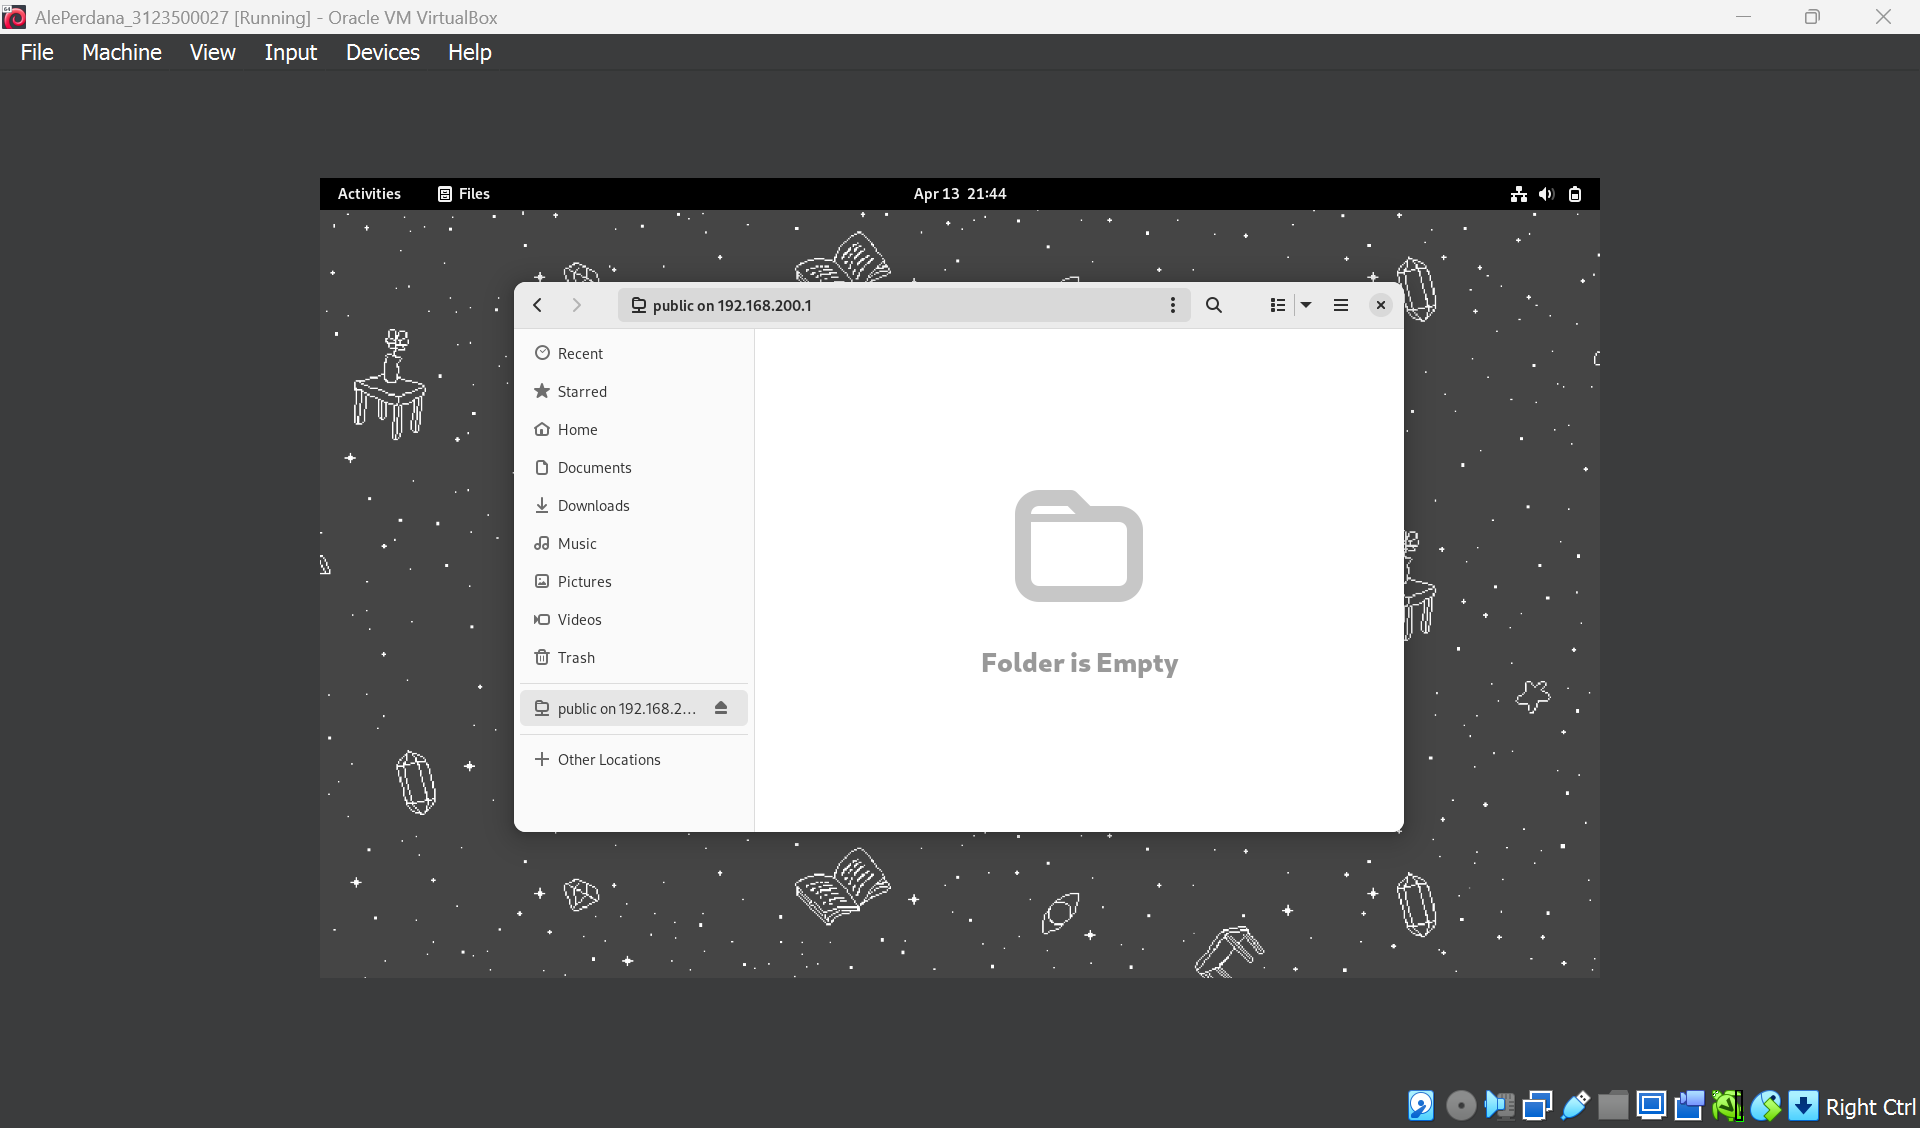 AlePerdana_3123500027 [Running] - Oracle VM VirtualBox
File Machine View Input Devices Help
Activities Files Apr 13 21:44
public on 192.168.200.1
Recent
Starred
Home
Documents
Downloads
Music
Pictures
Videos
Trash
public on 192.168.2...
Other Locations
Folder is Empty
Right Ctrl